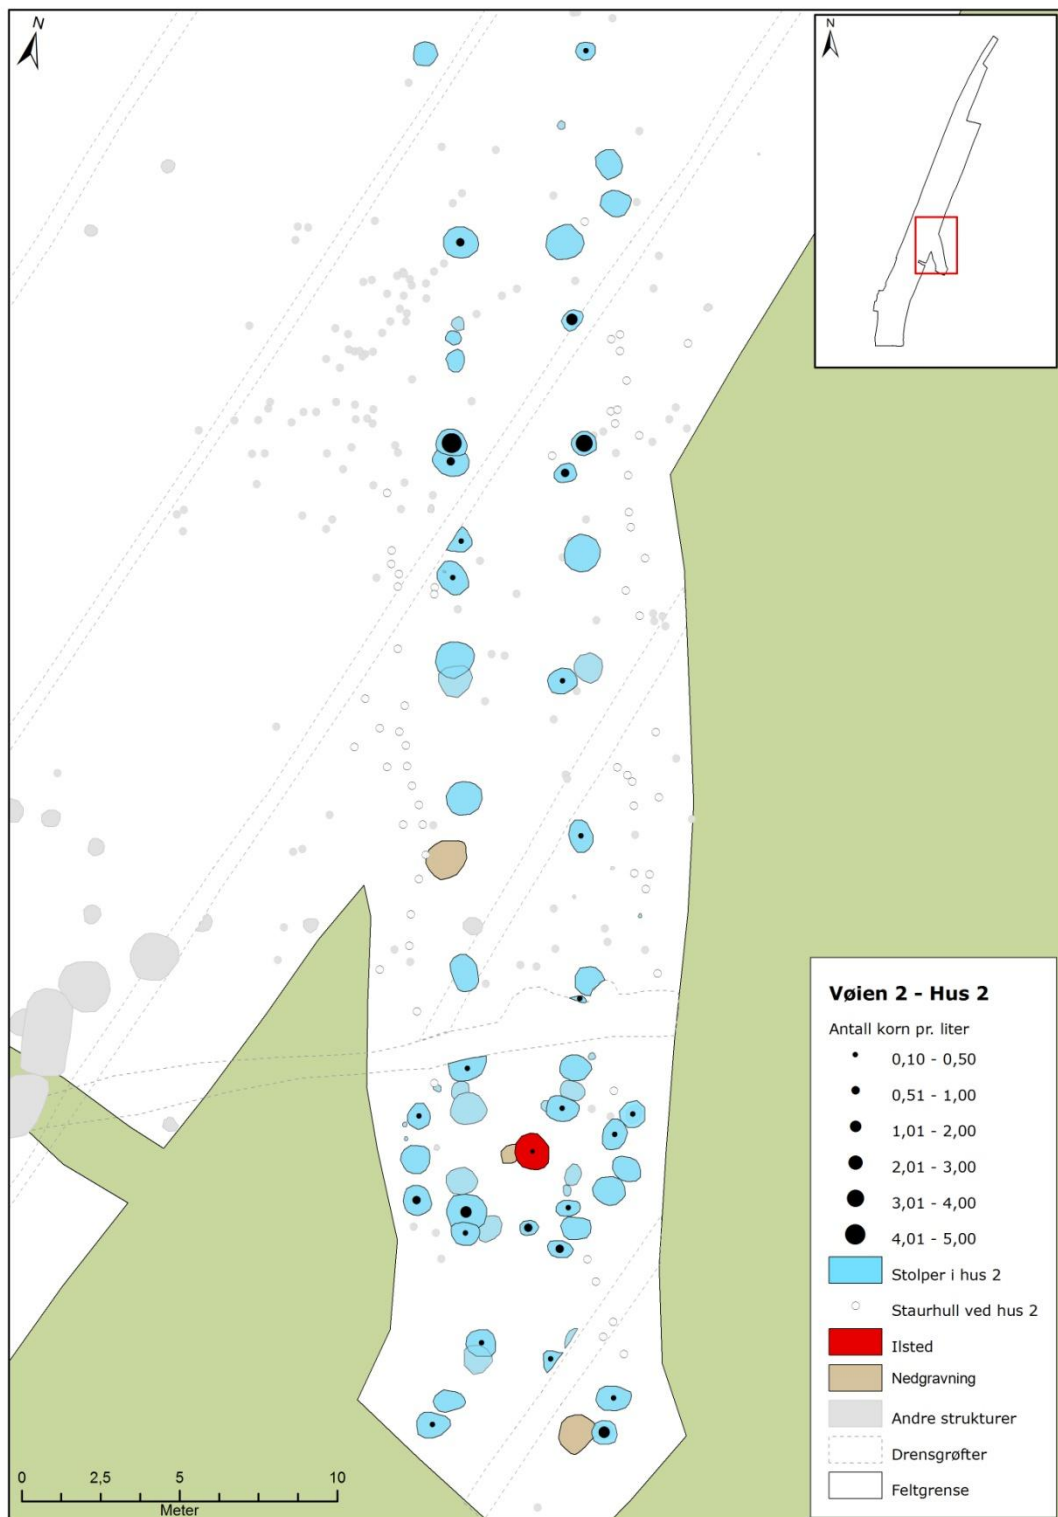 N
N
Vøien 2 - Hus 2
Antall korn pr. liter
0,10 - 0,50
0,51 - 1,00
1,01 - 2,00
2,01 - 3,00
3,01 - 4,00
4,01 - 5,00
Stolper i hus 2
Staurhull ved hus 2
Ilsted
Nedgravning
Andre strukturer
Drensgrøfter
Feltgrense
0 2,5 5 10
Meter